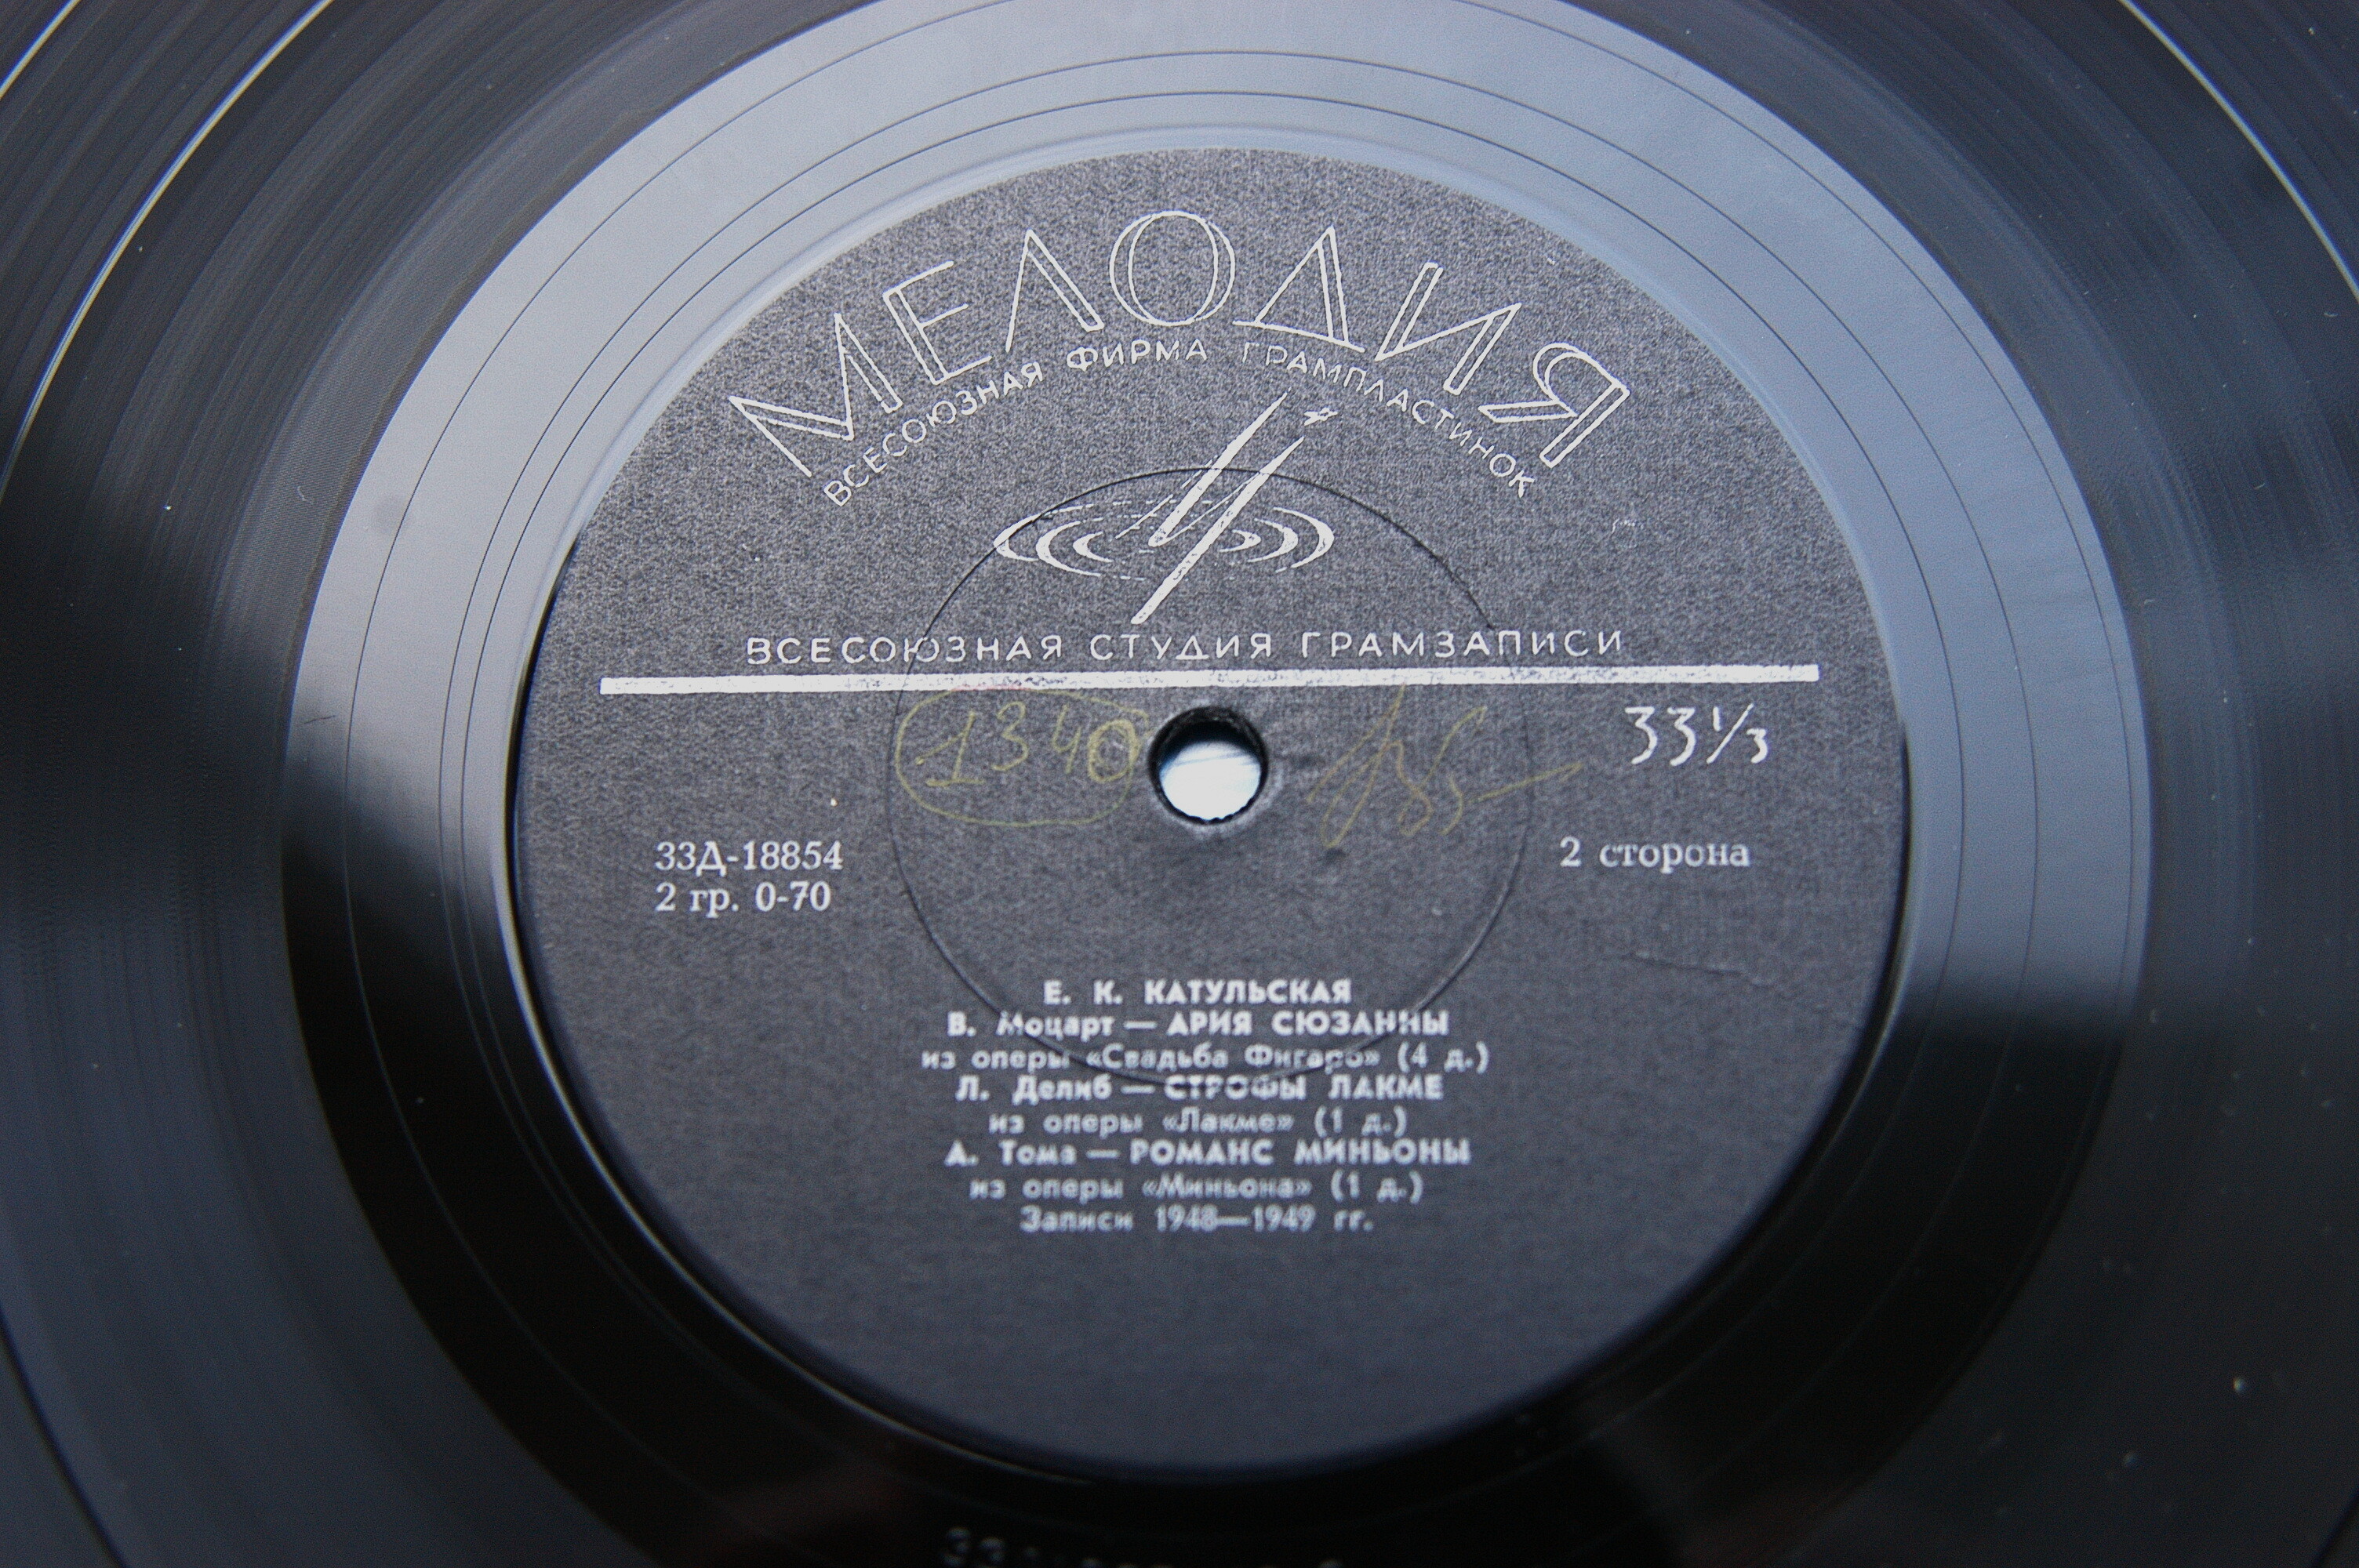 МЕЛОДИЯ
ВСЕСОЮЗНАЯ ФИРМА ГРАМПЛАСТИНОК
ВСЕСОЮЗНАЯ СТУДИЯ ГРАМЗАПИСИ
1340
33⅓
33Д-18854
2 сторона
2 гр. 0-70
Е. К. КАТУЛЬСКАЯ
В. Моцарт — АРИЯ СЮЗАННЫ
из оперы «Свадьба Фигаро» (4 д.)
Л. Делиб — СТРОФЫ ЛАКМЕ
из оперы «Лакме» (1 д.)
А. Тома — РОМАНС МИНЬОНЫ
из оперы «Миньона» (1 д.)
Записи 1948—1949 гг.